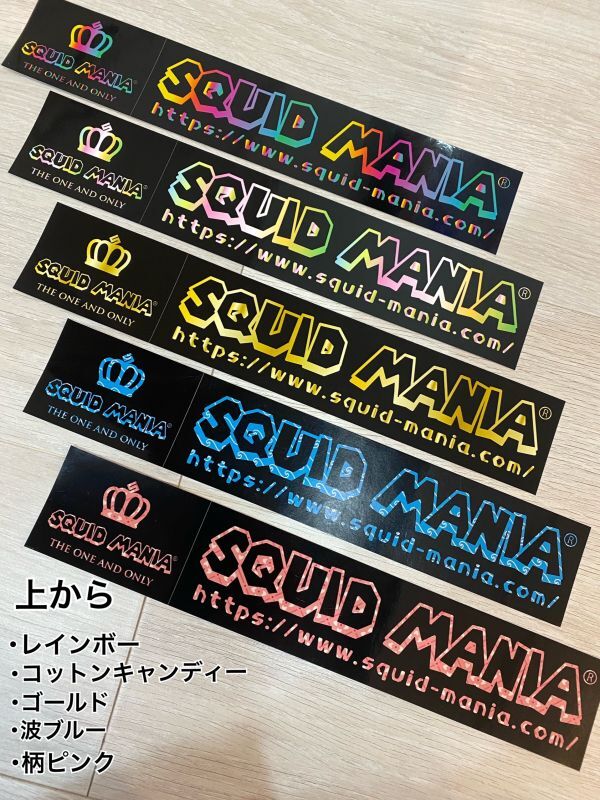 SQUID MANIA®
THE ONE AND ONLY
SQUID MANIA®
https://www.squid-mania.com/
SQUID MANIA®
THE ONE AND ONLY
SQUID MANIA®
https://www.squid-mania.com/
SQUID MANIA®
THE ONE AND ONLY
SQUID MANIA®
https://www.squid-mania.com/
SQUID MANIA®
THE ONE AND ONLY
SQUID MANIA®
https://www.squid-mania.com/
SQUID MANIA®
THE ONE AND ONLY
SQUID MANIA®
https://www.squid-mania.com/
上から
・レインボー
・コットンキャンディー
・ゴールド
・波ブルー
・柄ピンク